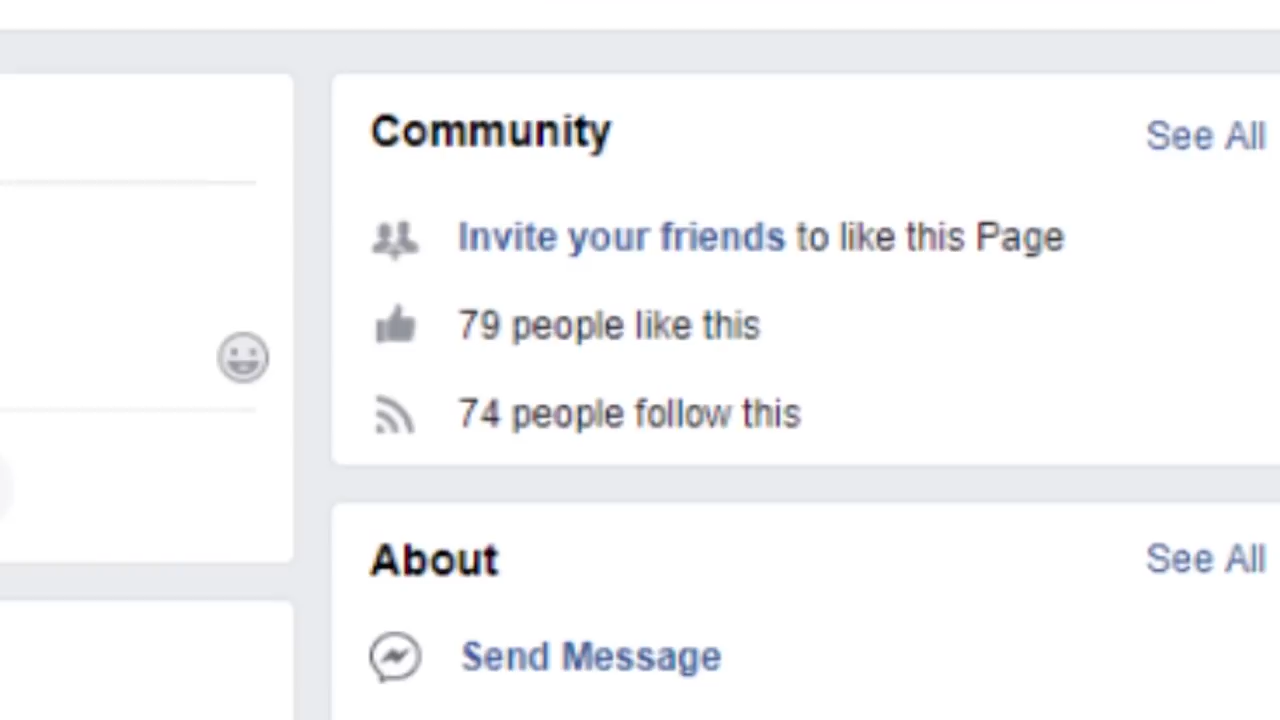 Community
See All
Invite your friends to like this Page
79 people like this
74 people follow this
About
See All
Send Message